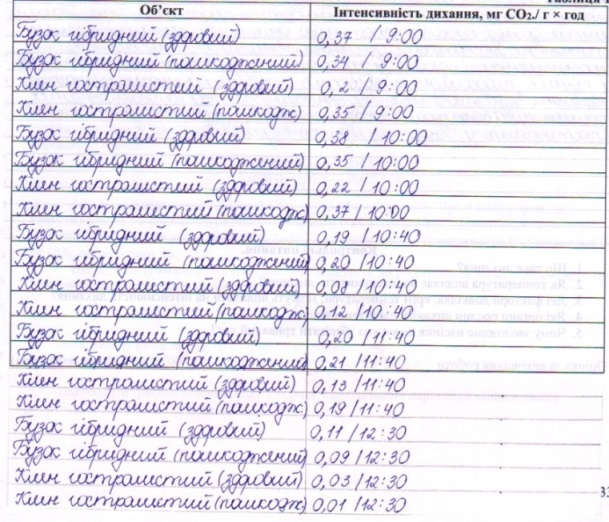 Таблиця 1
Об'єкт Інтенсивність дихання, мг CO₂./ г × год
Бузок гібридний (здоровий) 0,37 / 9:00
Бузок гібридний (пошкоджений) 0,34 / 9:00
Клен гостролистий (здоровий) 0,2 / 9:00
Клен гостролистий (пошкодж) 0,35 / 9:00
Бузок гібридний (здоровий) 0,38 / 10:00
Бузок гібридний (пошкоджений) 0,35 / 10:00
Клен гостролистий (здоровий) 0,22 / 10:00
Клен гостролистий (пошкодж) 0,37 / 10:00
Бузок гібридний (здоровий) 0,19 / 10:40
Бузок гібридний (пошкоджений) 0,20 / 10:40
Клен гостролистий (здоровий) 0,08 / 10:40
Клен гостролистий (пошкодж) 0,12 / 10:40
Бузок гібридний (здоровий) 0,20 / 11:40
Бузок гібридний (пошкоджений) 0,21 / 11:40
Клен гостролистий (здоровий) 0,13 / 11:40
Клен гостролистий (пошкодж) 0,19 / 11:40
Бузок гібридний (здоровий) 0,11 / 12:30
Бузок гібридний (пошкоджений) 0,09 / 12:30
Клен гостролистий (здоровий) 0,03 / 12:30
Клен гостролистий (пошкодж) 0,01 / 12:30
33